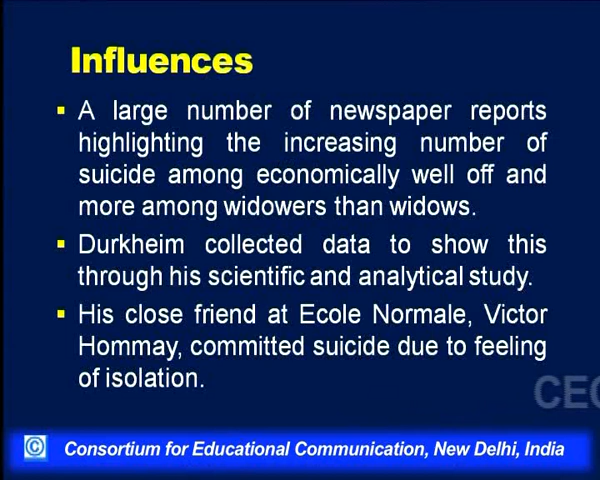 Influences
A large number of newspaper reports
highlighting the increasing number of
suicide among economically well off and
more among widowers than widows.
Durkheim collected data to show this
through his scientific and analytical study.
His close friend at Ecole Normale, Victor
Hommay, committed suicide due to feeling
of isolation.
CEC
© Consortium for Educational Communication, New Delhi, India